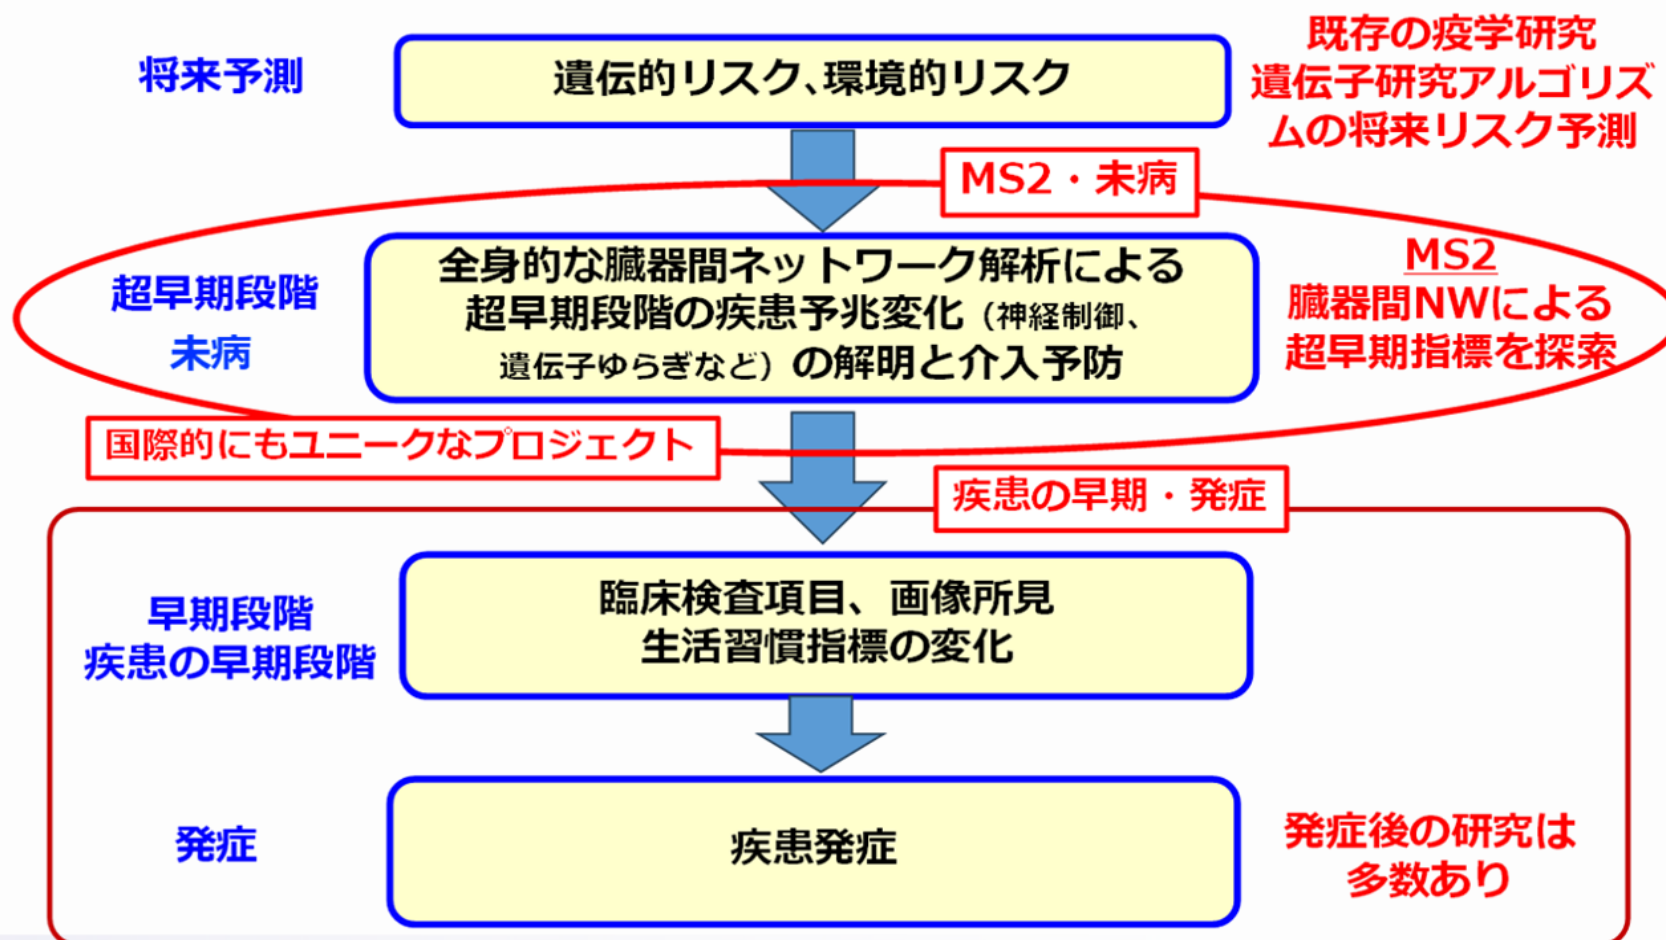 将来予測
遺伝的リスク、環境的リスク
既存の疫学研究
遺伝子研究アルゴリズ
ムの将来リスク予測
MS2・未病
超早期段階
未病
全身的な臓器間ネットワーク解析による
超早期段階の疾患予兆変化（神経制御、
遺伝子ゆらぎなど）の解明と介入予防
MS2
臓器間NWによる
超早期指標を探索
国際的にもユニークなプロジェクト
疾患の早期・発症
早期段階
疾患の早期段階
臨床検査項目、画像所見
生活習慣指標の変化
発症
疾患発症
発症後の研究は
多数あり